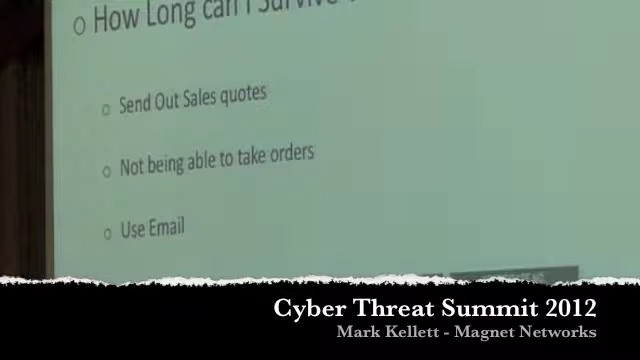 o How Long can I Survive
o Send Out Sales quotes
o Not being able to take orders
o Use Email
Cyber Threat Summit 2012
Mark Kellett - Magnet Networks